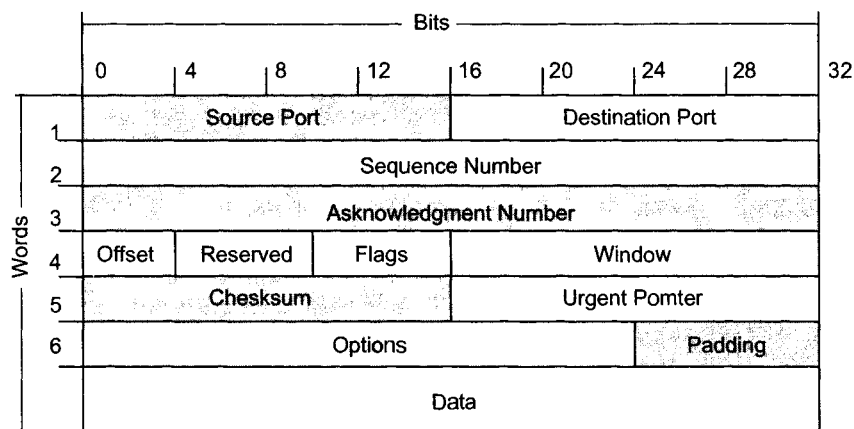 Bits
0 4 8 12 16 20 24 28 32
Words
1 Source Port Destination Port
2 Sequence Number
3 Asknowledgment Number
4 Offset Reserved Flags Window
5 Chesksum Urgent Pomter
6 Options Padding
Data